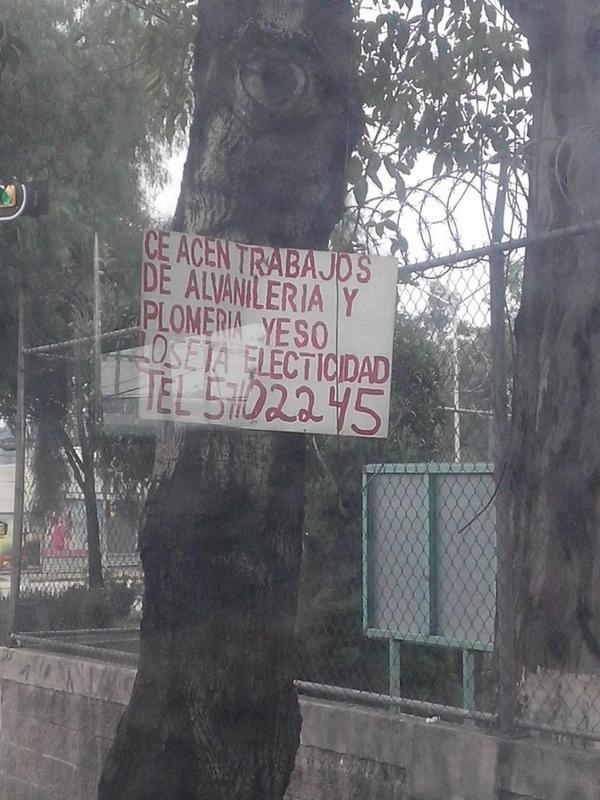 CE ACEN TRABAJOS
DE ALVANILERIA Y
PLOMERIA YESO
LOSETA ELECTICIDAD
TEL 57102245